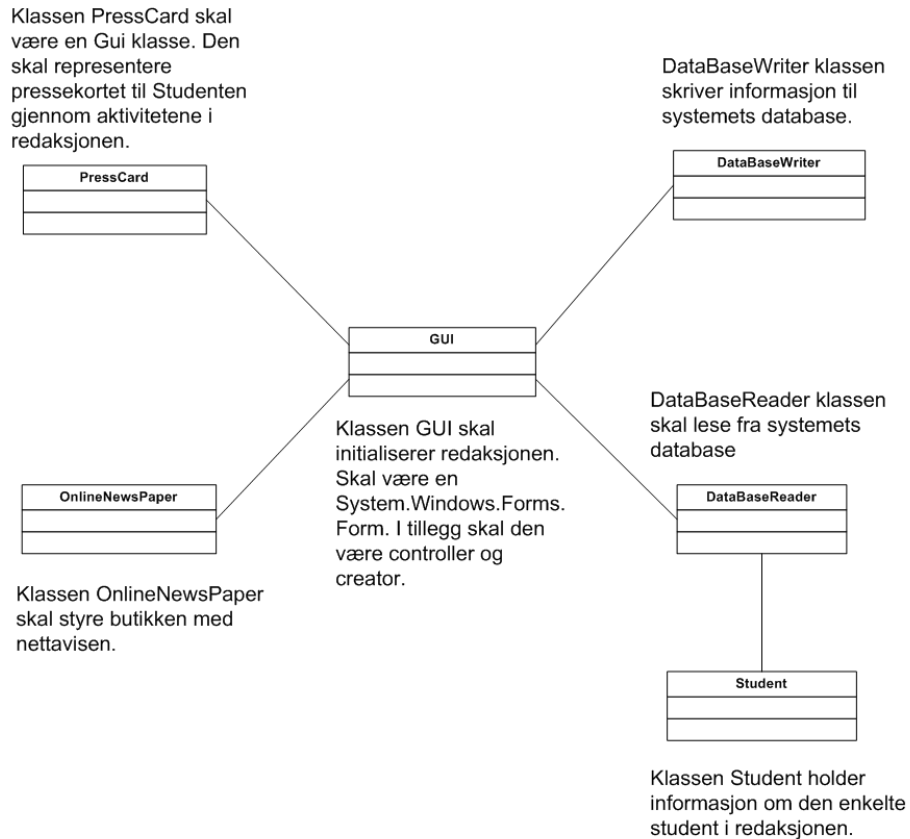 Klassen PressCard skal
være en Gui klasse. Den
skal representere
pressekortet til Studenten
gjennom aktivitetene i
redaksjonen.
PressCard
DataBaseWriter klassen
skriver informasjon til
systemets database.
DataBaseWriter
GUI
Klassen GUI skal
initialiserer redaksjonen.
Skal være en
System.Windows.Forms.
Form. I tillegg skal den
være controller og
creator.
OnlineNewsPaper
Klassen OnlineNewsPaper
skal styre butikken med
nettavisen.
DataBaseReader klassen
skal lese fra systemets
database
DataBaseReader
Student
Klassen Student holder
informasjon om den enkelte
student i redaksjonen.